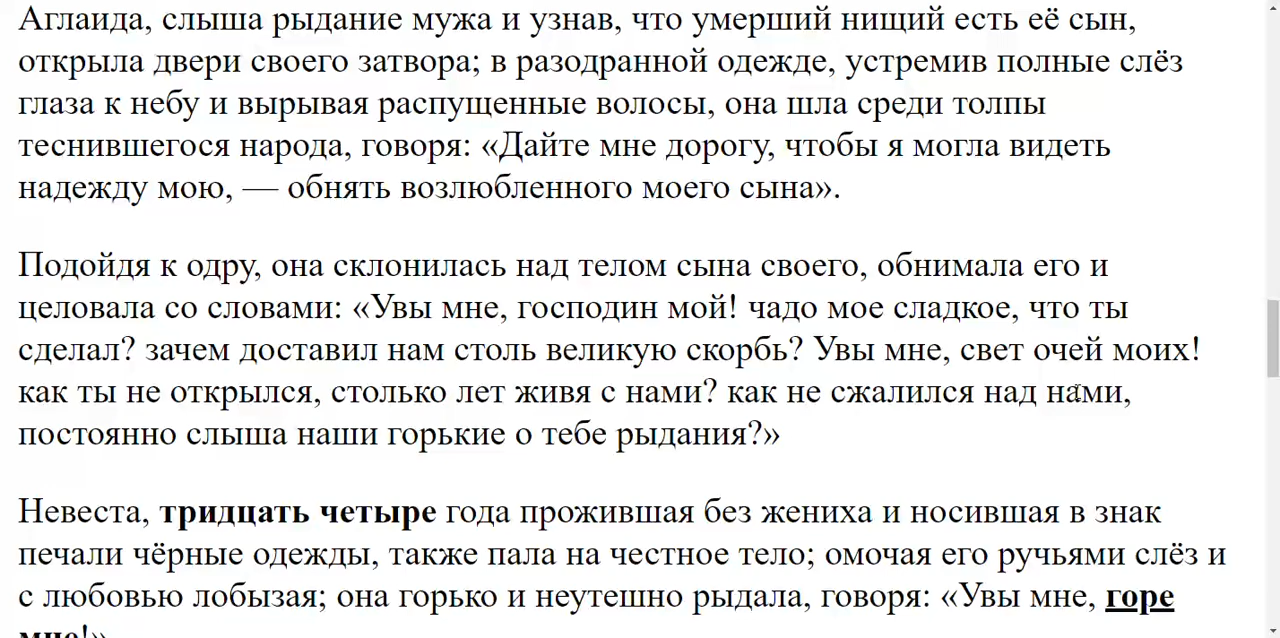 Аглаида, слыша рыдание мужа и узнав, что умерший нищий есть её сын,
открыла двери своего затвора; в разодранной одежде, устремив полные слёз
глаза к небу и вырывая распущенные волосы, она шла среди толпы
теснившегося народа, говоря: «Дайте мне дорогу, чтобы я могла видеть
надежду мою, — обнять возлюбленного моего сына».
Подойдя к одру, она склонилась над телом сына своего, обнимала его и
целовала со словами: «Увы мне, господин мой! чадо мое сладкое, что ты
сделал? зачем доставил нам столь великую скорбь? Увы мне, свет очей моих!
как ты не открылся, столько лет живя с нами? как не сжалился над нами,
постоянно слыша наши горькие о тебе рыдания?»
Невеста, тридцать четыре года прожившая без жениха и носившая в знак
печали чёрные одежды, также пала на честное тело; омочая его ручьями слёз и
с любовью лобызая; она горько и неутешно рыдала, говоря: «Увы мне, горе
мне!»